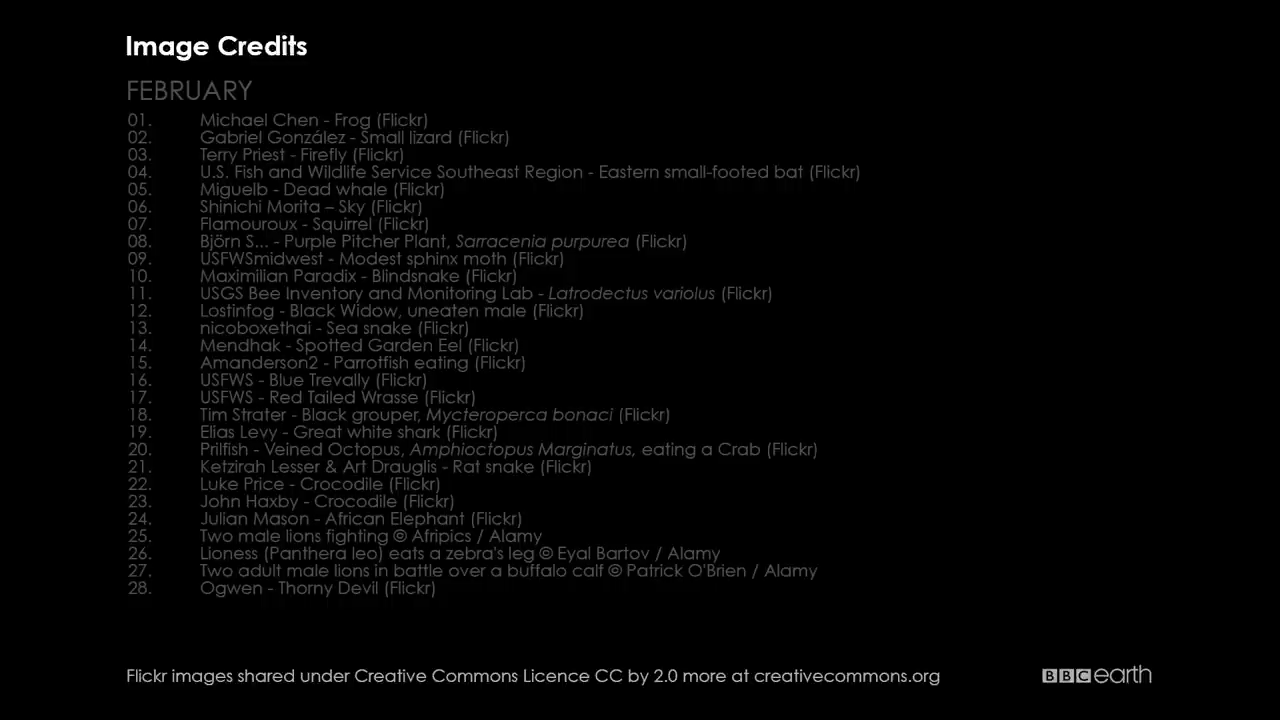 Image Credits
FEBRUARY
01. Michael Chen - Frog (Flickr)
02. Gabriel González - Small lizard (Flickr)
03. Terry Priest - Firefly (Flickr)
04. U.S. Fish and Wildlife Service Southeast Region - Eastern small-footed bat (Flickr)
05. Miguelb - Dead whale (Flickr)
06. Shinichi Morita – Sky (Flickr)
07. Flamouroux - Squirrel (Flickr)
08. Björn S... - Purple Pitcher Plant, Sarracenia purpurea (Flickr)
09. USFWSmidwest - Modest sphinx moth (Flickr)
10. Maximilian Paradix - Blindsnake (Flickr)
11. USGS Bee Inventory and Monitoring Lab - Latrodectus variolus (Flickr)
12. Lostinfog - Black Widow, uneaten male (Flickr)
13. nicoboxethai - Sea snake (Flickr)
14. Mendhak - Spotted Garden Eel (Flickr)
15. Amanderson2 - Parrotfish eating (Flickr)
16. USFWS - Blue Trevally (Flickr)
17. USFWS - Red Tailed Wrasse (Flickr)
18. Tim Strater - Black grouper, Mycteroperca bonaci (Flickr)
19. Elias Levy - Great white shark (Flickr)
20. Prilfish - Veined Octopus, Amphioctopus Marginatus, eating a Crab (Flickr)
21. Ketzirah Lesser & Art Drauglis - Rat snake (Flickr)
22. Luke Price - Crocodile (Flickr)
23. John Haxby - Crocodile (Flickr)
24. Julian Mason - African Elephant (Flickr)
25. Two male lions fighting © Afripics / Alamy
26. Lioness (Panthera leo) eats a zebra's leg © Eyal Bartov / Alamy
27. Two adult male lions in battle over a buffalo calf © Patrick O'Brien / Alamy
28. Ogwen - Thorny Devil (Flickr)
Flickr images shared under Creative Commons Licence CC by 2.0 more at creativecommons.org
BBC earth